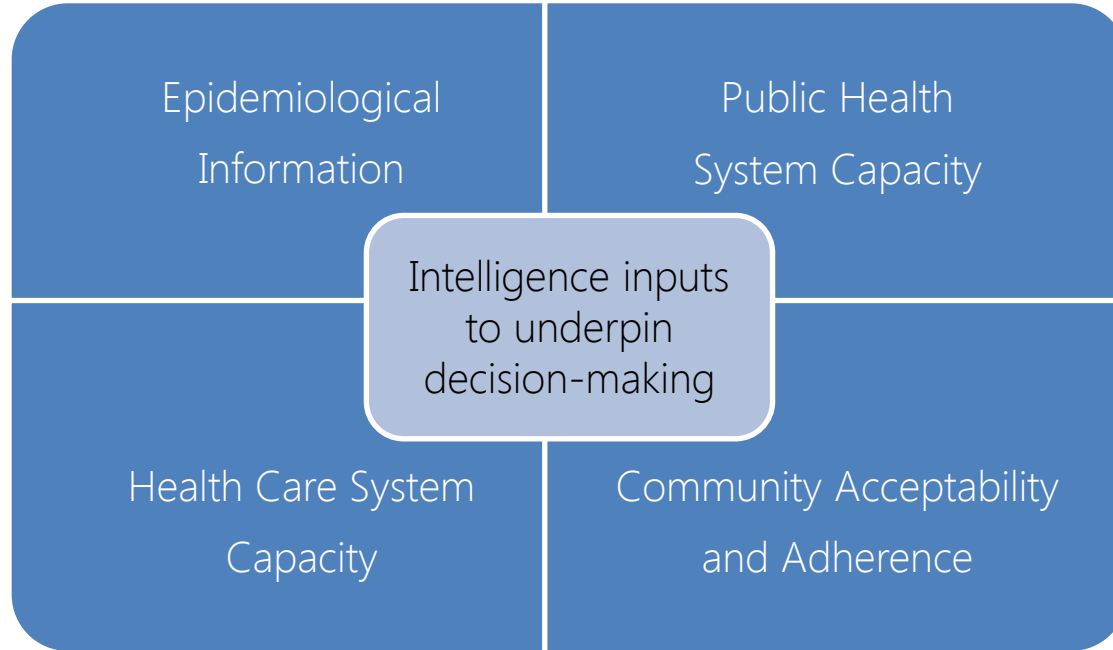 Epidemiological
Information
Public Health
System Capacity
Intelligence inputs
to underpin
decision-making
Health Care System
Capacity
Community Acceptability
and Adherence